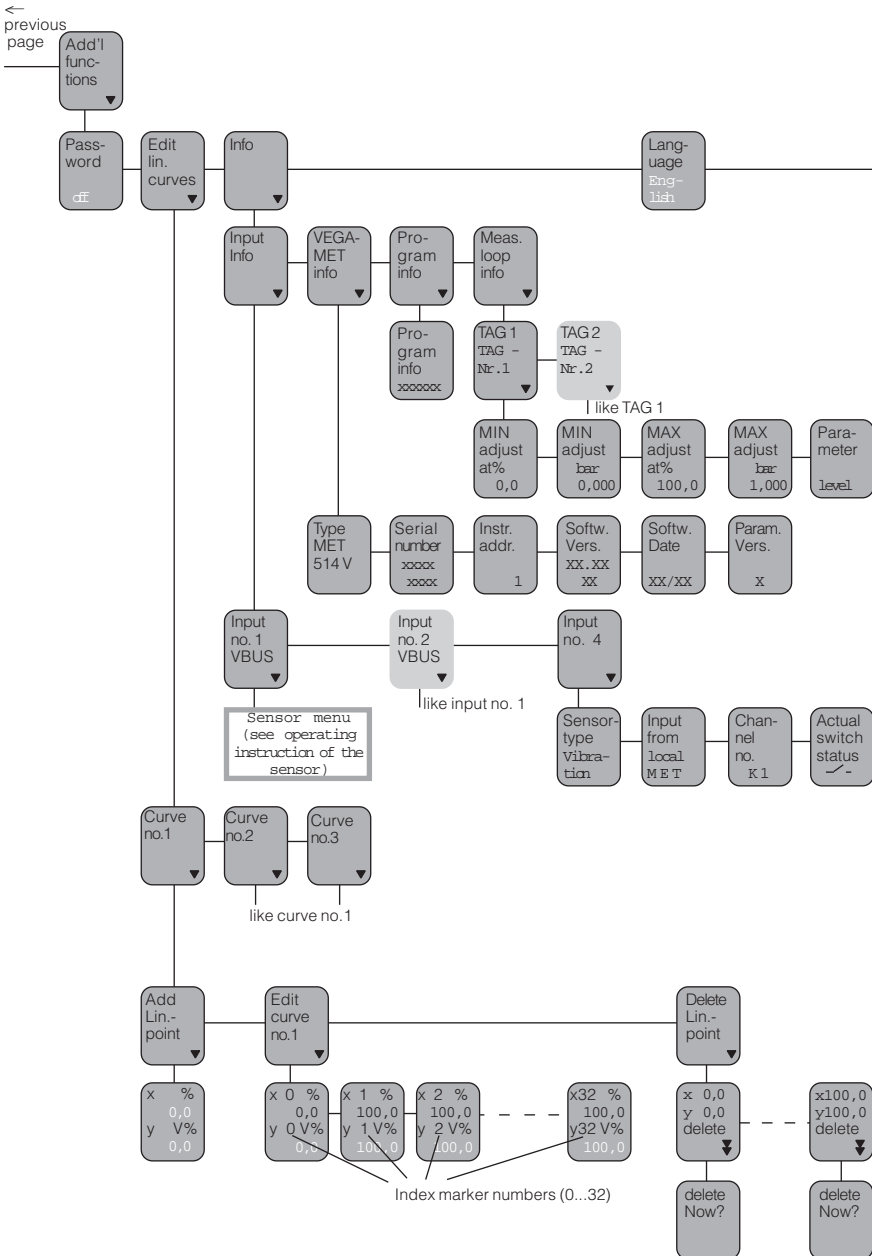 ←
previous
page
Add'l
func-
tions
Pass-
word
off
Edit
lin.
curves
Info
Lang-
uage
Eng-
lish
Input
Info
VEGA-
MET
info
Pro-
gram
info
Meas.
loop
info
Pro-
gram
info
xxxxxx
TAG 1
TAG -
Nr.1
TAG 2
TAG -
Nr.2
like TAG 1
MIN
adjust
at%
0,0
MIN
adjust
bar
0,000
MAX
adjust
at%
100,0
MAX
adjust
bar
1,000
Para-
meter
level
Type
MET
514 V
Serial
number
xxxx
xxxx
Instr.
addr.
1
Softw.
Vers.
XX.XX
XX
Softw.
Date
XX/XX
Param.
Vers.
X
Input
no. 1
VBUS
Input
no. 2
VBUS
Input
no. 4
like input no. 1
Sensor menu
(see operating
instruction of the
sensor)
Sensor-
type
Vibra-
tion
Input
from
local
MET
Chan-
nel
no.
K1
Actual
switch
status
Curve
no.1
Curve
no.2
Curve
no.3
like curve no.1
Add
Lin.-
point
Edit
curve
no.1
Delete
Lin.-
point
x %
0,0
y V%
0,0
x 0 %
0,0
y 0 V%
0,0
x 1 %
100,0
y 1 V%
100,0
x 2 %
100,0
y 2 V%
100,0
x32 %
100,0
y32 V%
100,0
x 0,0
y 0,0
delete
x100,0
y100,0
delete
Index marker numbers (0...32)
delete
Now?
delete
Now?